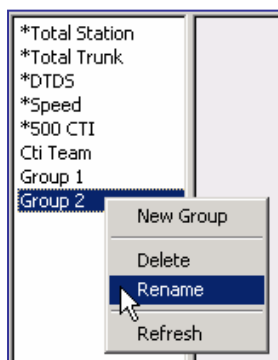 *Total Station
*Total Trunk
*DTDS
*Speed
*500 CTI
Cti Team
Group 1
Group 2
New Group
Delete
Rename
Refresh